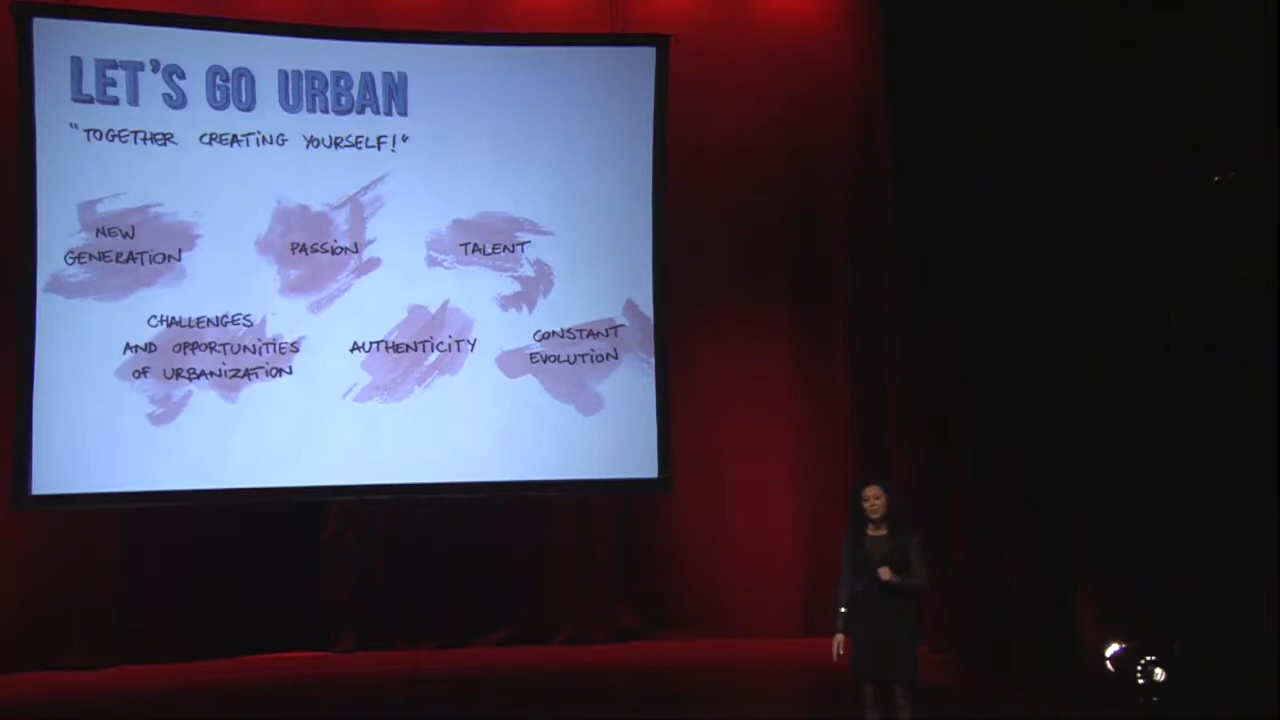 LET'S GO URBAN
"TOGETHER CREATING YOURSELF!"
NEW
GENERATION
PASSION
TALENT
CHALLENGES
AND OPPORTUNITIES
OF URBANIZATION
AUTHENTICITY
CONSTANT
EVOLUTION